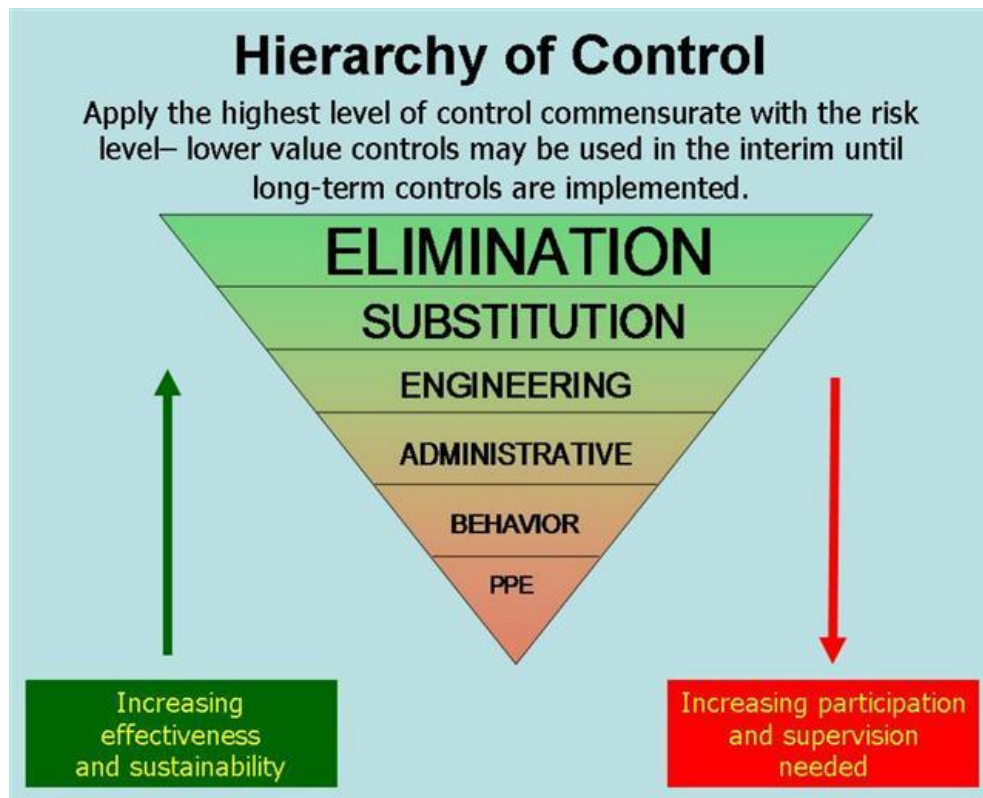 Hierarchy of Control
Apply the highest level of control commensurate with the risk
level– lower value controls may be used in the interim until
long-term controls are implemented.
ELIMINATION
SUBSTITUTION
ENGINEERING
ADMINISTRATIVE
BEHAVIOR
PPE
Increasing
effectiveness
and sustainability
Increasing participation
and supervision
needed